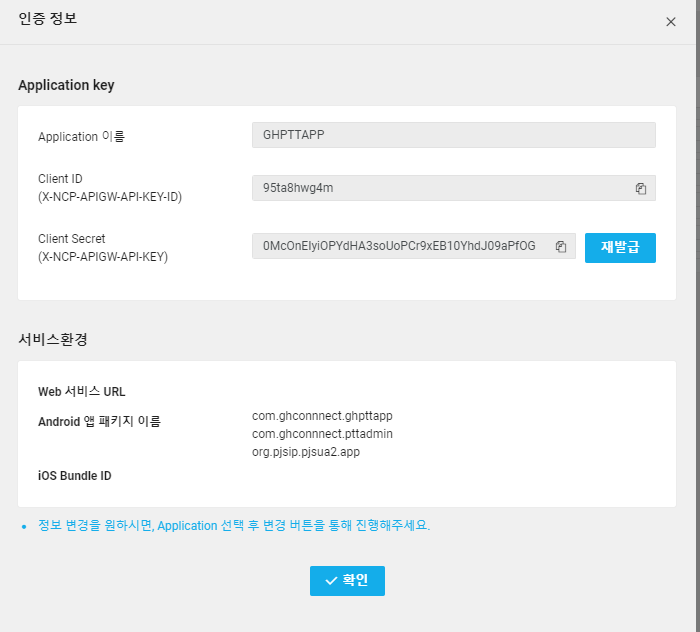 인증 정보
Application key
Application 이름
GHPTTAPP
Client ID
(X-NCP-APIGW-API-KEY-ID)
95ta8hwg4m
Client Secret
(X-NCP-APIGW-API-KEY)
0McOnEIyiOPYdHA3soUoPCr9xEB10YhdJ09aPfOG
재발급
서비스환경
Web 서비스 URL
Android 앱 패키지 이름
com.ghconnnect.ghpttapp
com.ghconnnect.pttadmin
org.pjsip.pjsua2.app
iOS Bundle ID
정보 변경을 원하시면, Application 선택 후 변경 버튼을 통해 진행해주세요.
확인